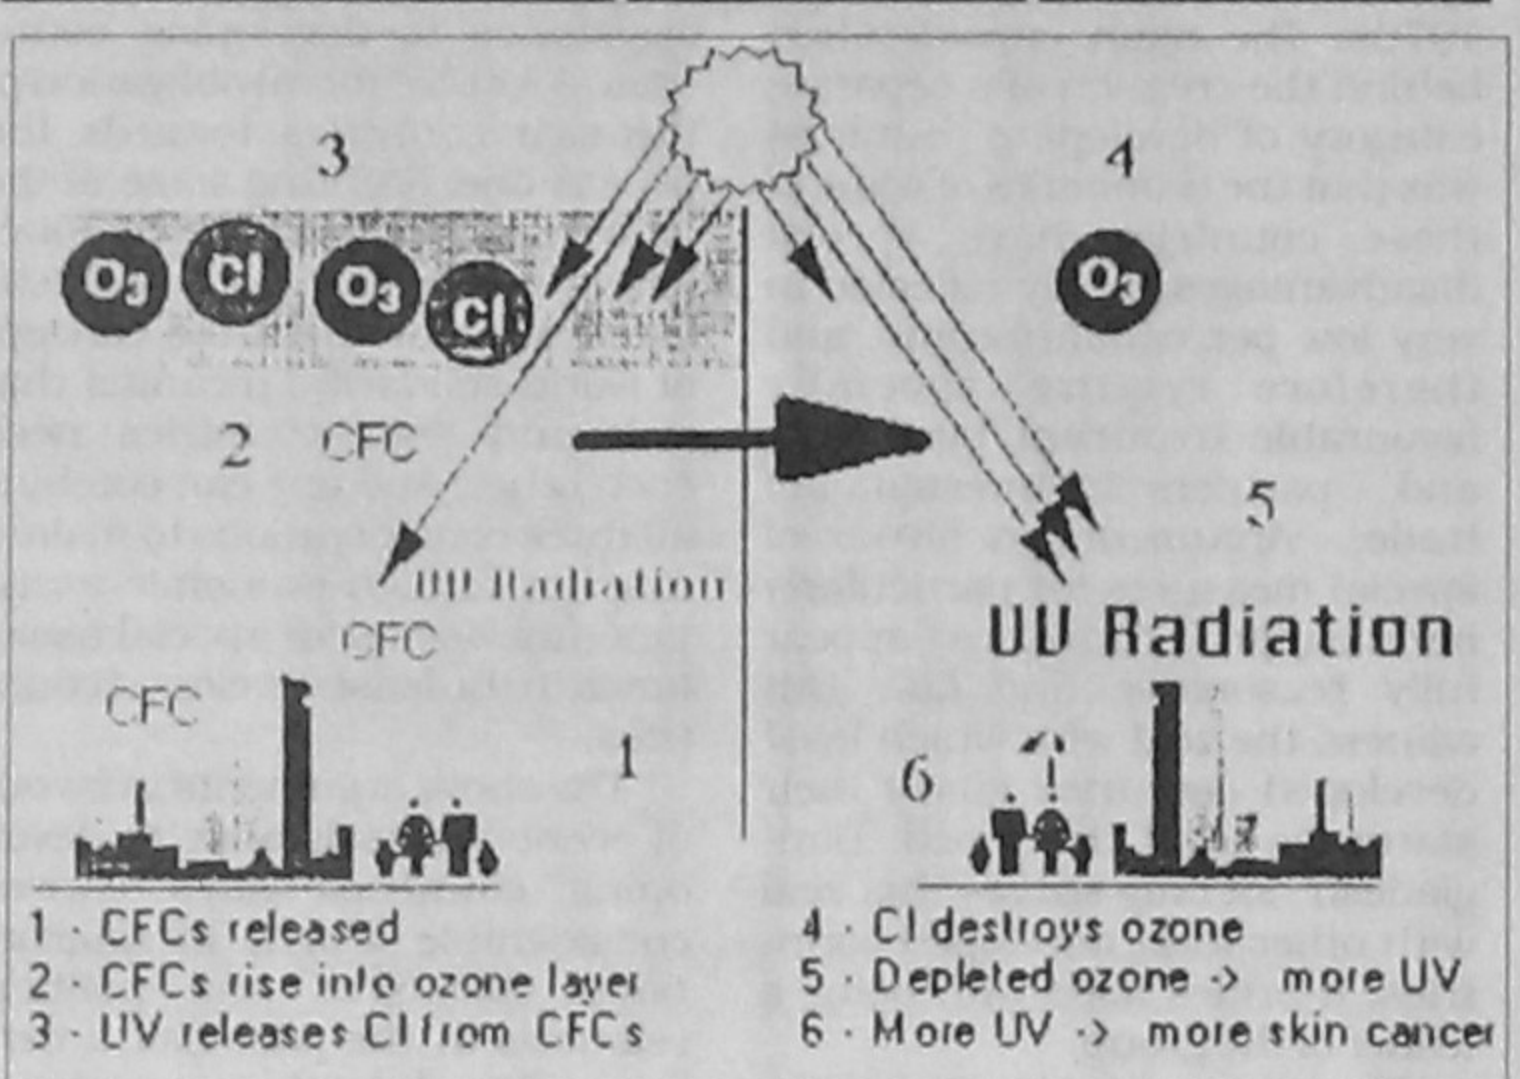 3
4
O3 Cl O3 Cl
O3
2 CFC
5
UV Radiation
CFC
UV Radiation
CFC
1
6
1 · CFCs released
2 · CFCs rise into ozone layer
3 · UV releases Cl from CFCs
4 · Cl destroys ozone
5 · Depleted ozone -> more UV
6 · More UV -> more skin cancer